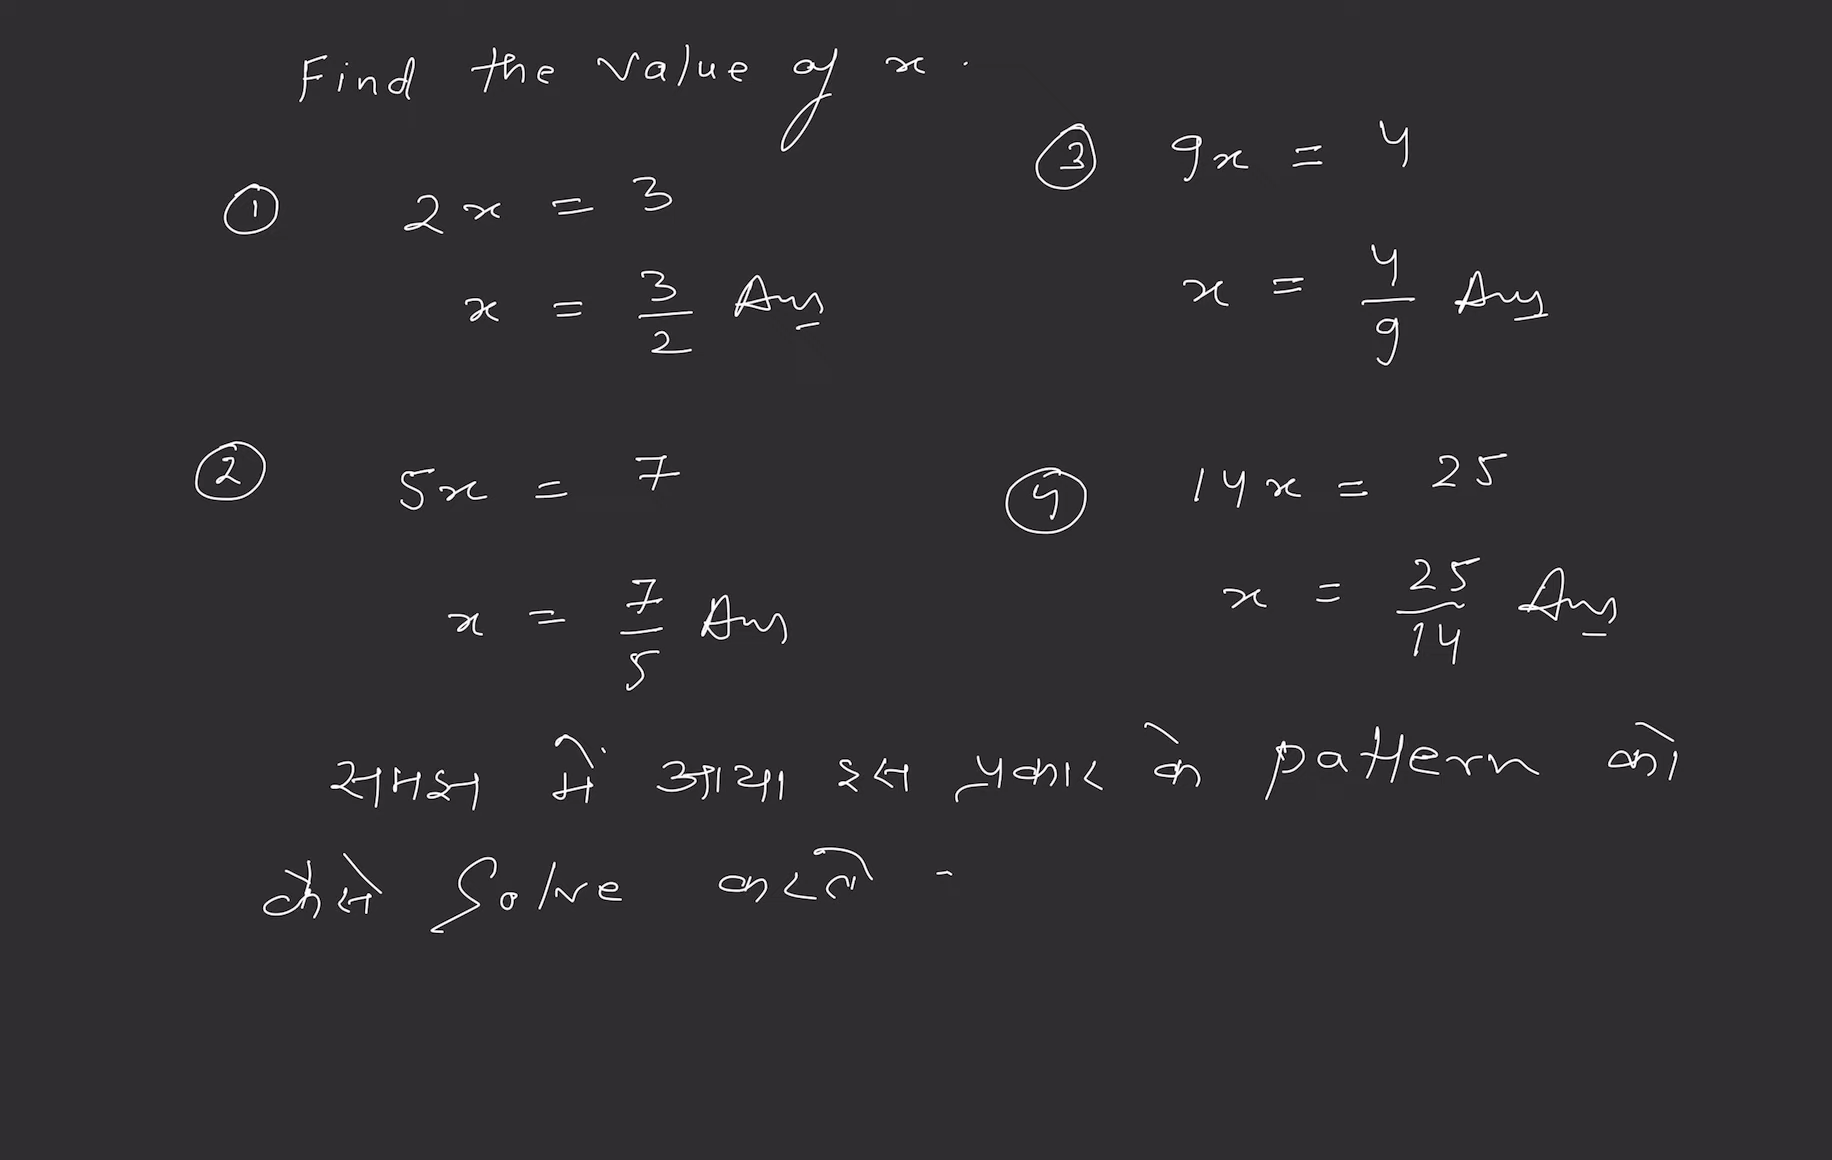 Find the value of x.
① 2x = 3
x = 3/2 Ans
② 5x = 7
x = 7/5 Ans
③ 9x = 4
x = 4/9 Ans
④ 14x = 25
x = 25/14 Ans
समझ में आया इस प्रकार के pattern को
कैसे Solve करते -